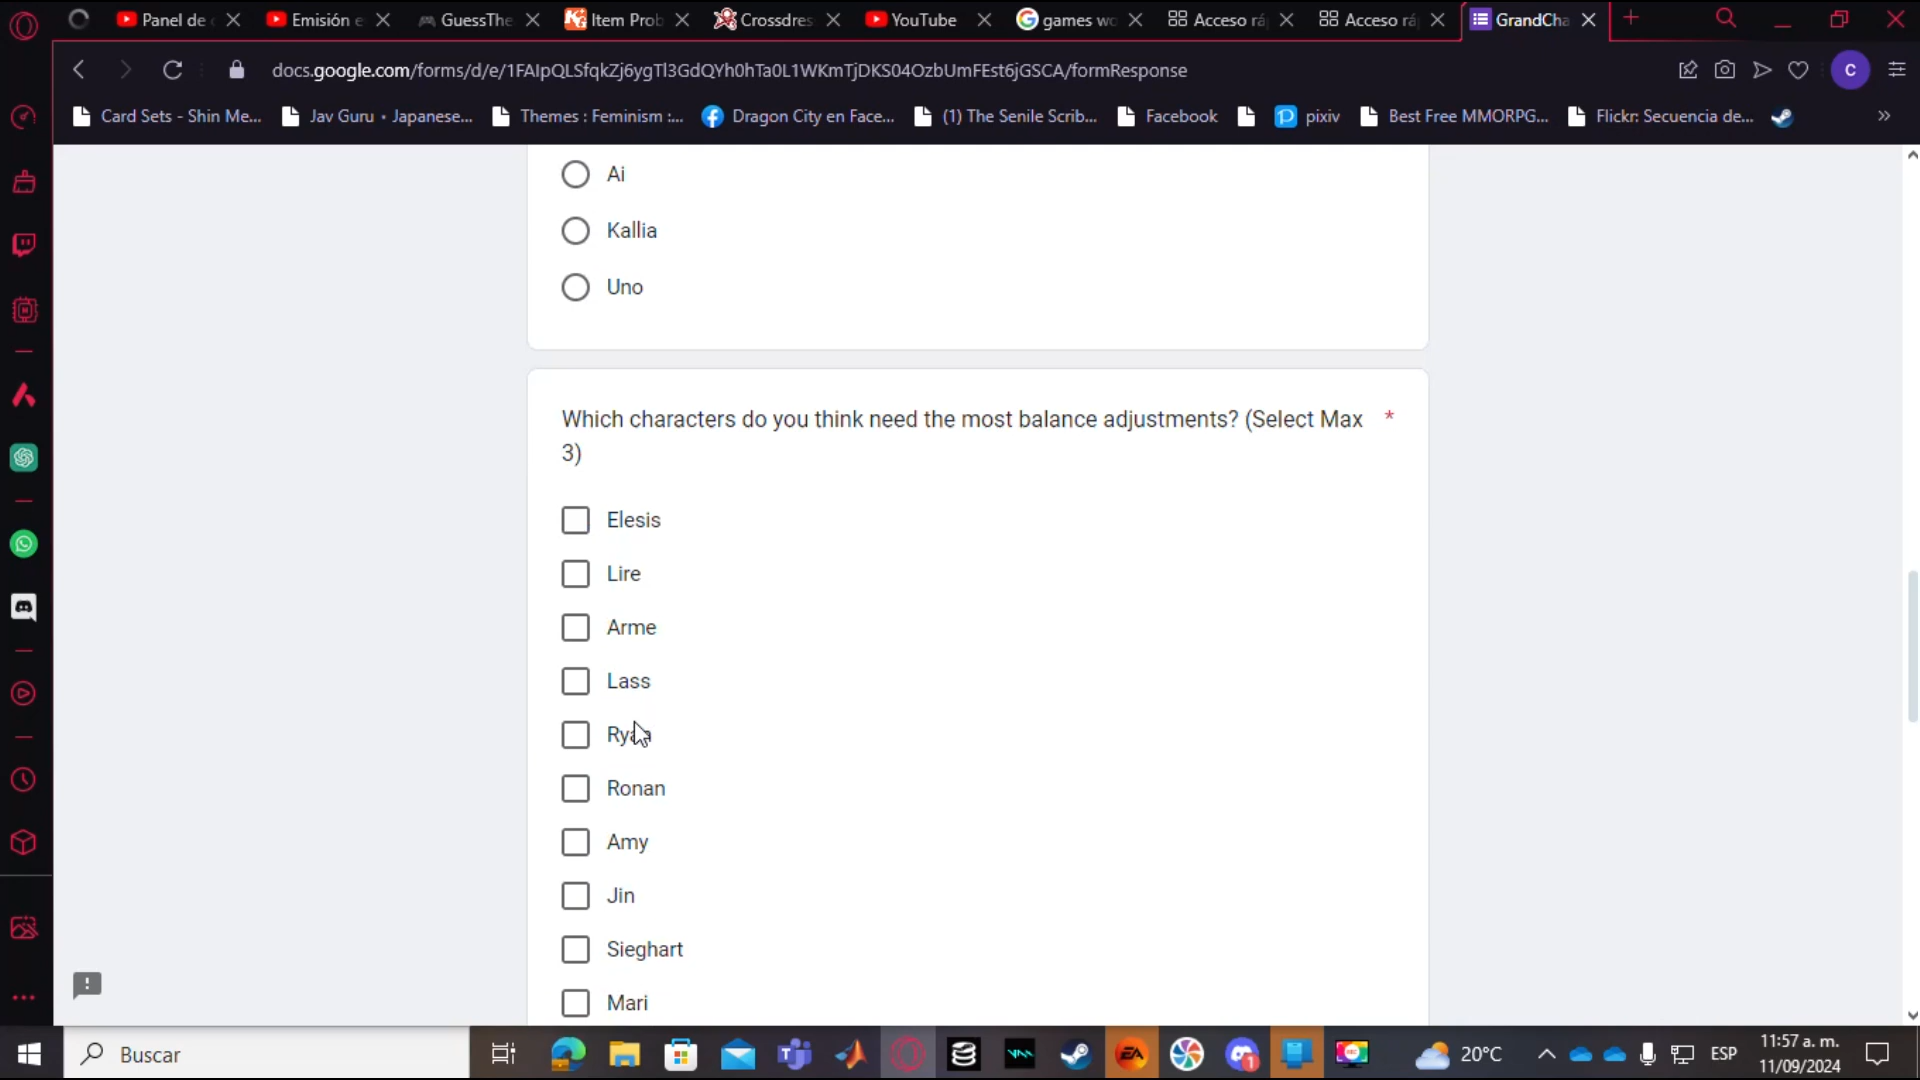 Panel de
Emisión e
GuessThe
Item Prob
Crossdres
YouTube
games wo
Acceso rá
Acceso rá
GrandCha
docs.google.com/forms/d/e/1FAIpQLSfqkZj6ygTl3GdQYh0hTa0L1WKmTjDKS04OzbUmFEst6jGSCA/formResponse
C
Card Sets - Shin Me...
Jav Guru • Japanese...
Themes : Feminism :...
Dragon City en Face...
(1) The Senile Scrib...
Facebook
pixiv
Best Free MMORPG...
Flickr: Secuencia de...
»
Ai
Kallia
Uno
Which characters do you think need the most balance adjustments? (Select Max *
3)
Elesis
Lire
Arme
Lass
Ryan
Ronan
Amy
Jin
Sieghart
Mari
Buscar
EA
1
20°C
ESP
11:57 a. m.
11/09/2024